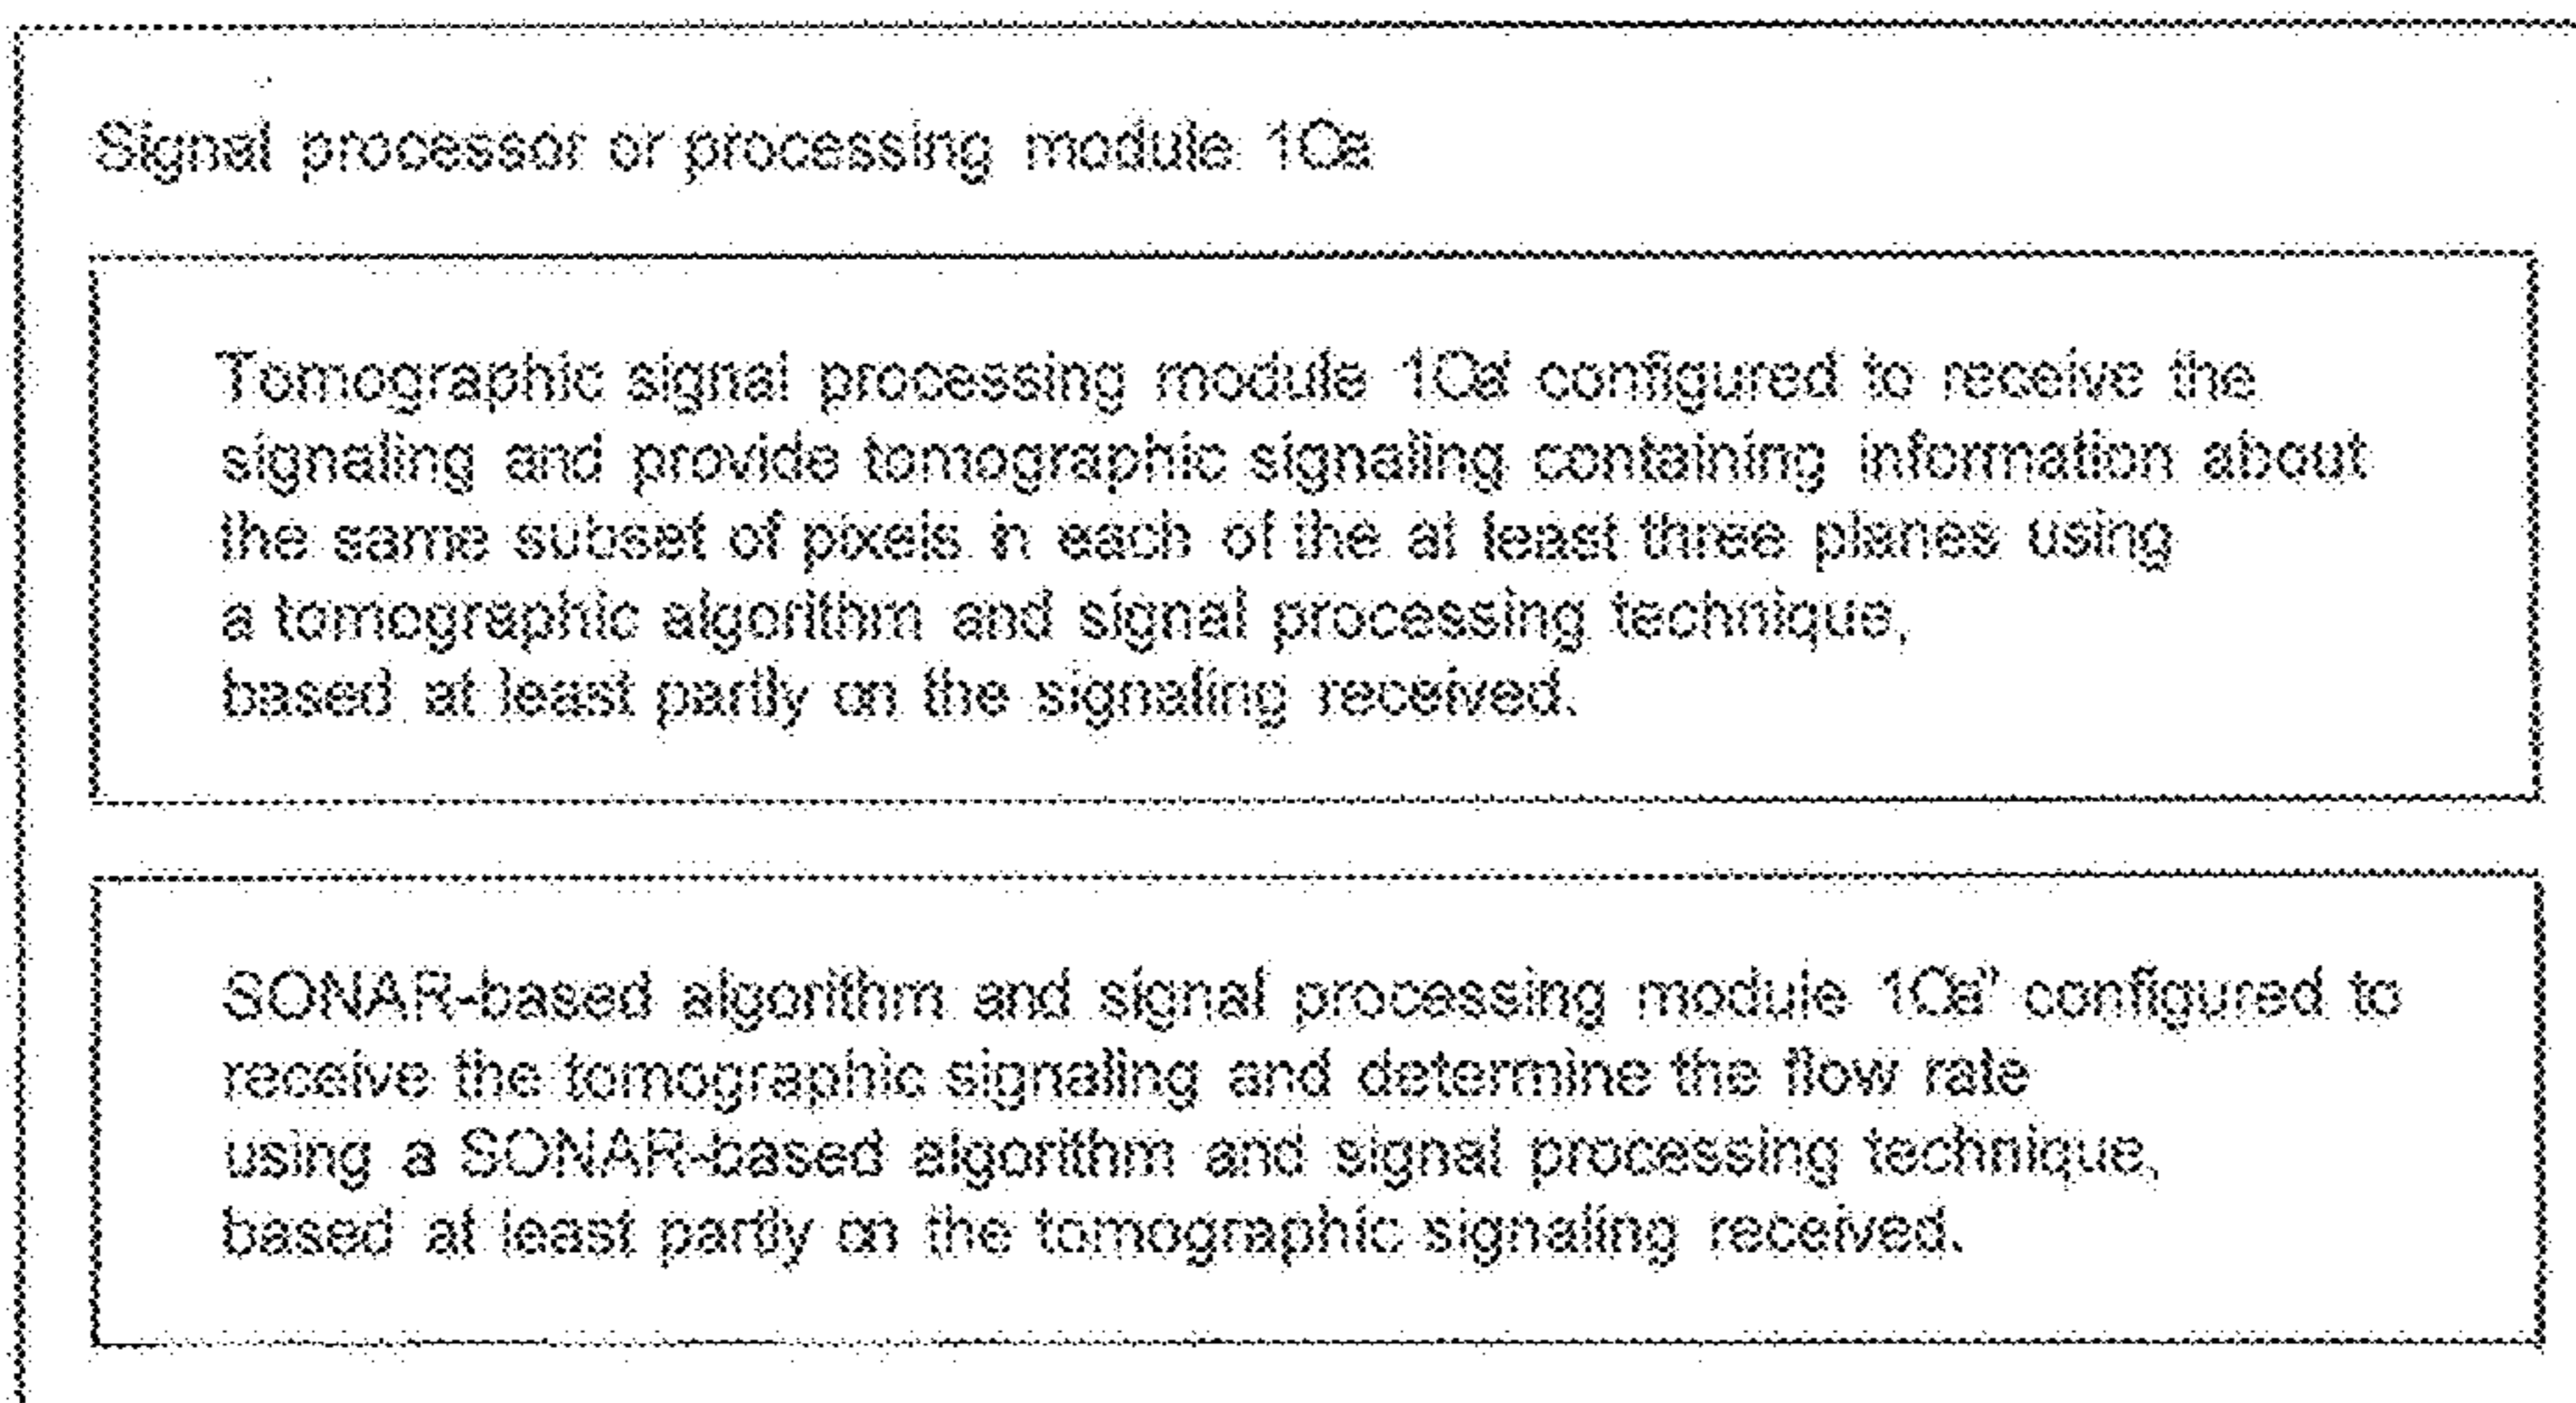 Signal processor or processing module 10a
Tomographic signal processing module 10a' configured to receive the
signaling and provide tomographic signaling containing information about
the same subset of pixels in each of the at least three planes using
a tomographic algorithm and signal processing technique,
based at least partly on the signaling received.
SONAR-based algorithm and signal processing module 10a" configured to
receive the tomographic signaling and determine the flow rate
using a SONAR-based algorithm and signal processing technique,
based at least partly on the tomographic signaling received.